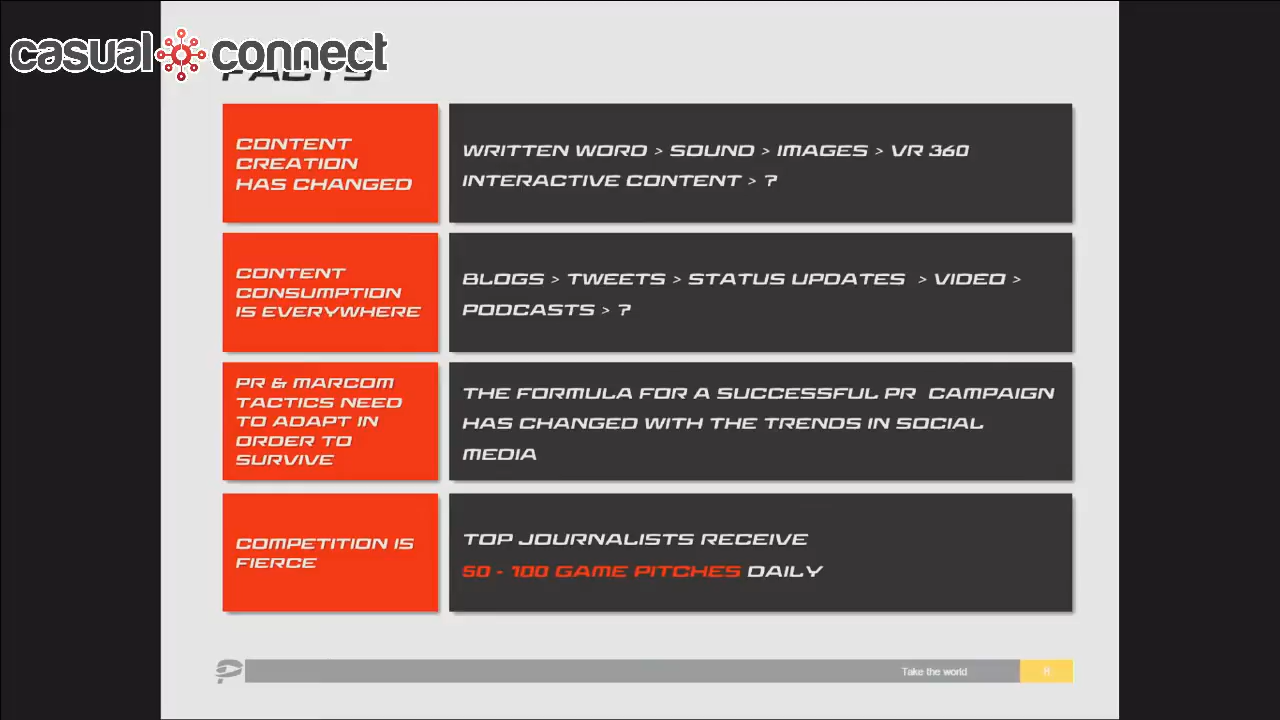 casual connect
FACTS
CONTENT
CREATION
HAS CHANGED
WRITTEN WORD > SOUND > IMAGES > VR 360
INTERACTIVE CONTENT > ?
CONTENT
CONSUMPTION
IS EVERYWHERE
BLOGS > TWEETS > STATUS UPDATES > VIDEO >
PODCASTS > ?
PR & MARCOM
TACTICS NEED
TO ADAPT IN
ORDER TO
SURVIVE
THE FORMULA FOR A SUCCESSFUL PR CAMPAIGN
HAS CHANGED WITH THE TRENDS IN SOCIAL
MEDIA
COMPETITION IS
FIERCE
TOP JOURNALISTS RECEIVE
50 - 100 GAME PITCHES DAILY
Take the world
8